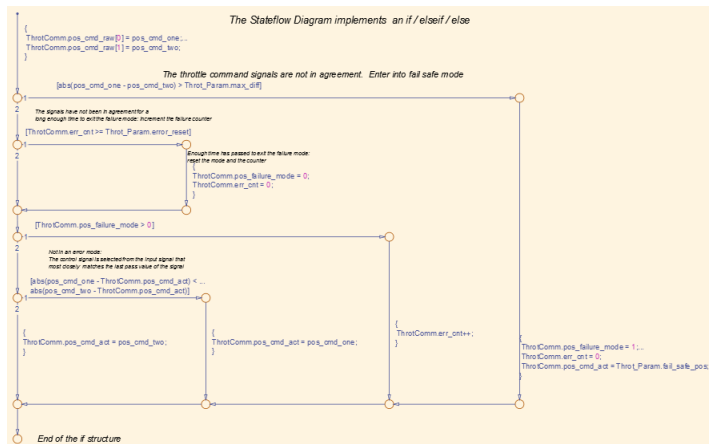 The Stateflow Diagram implements an if / elseif / else
{
ThrotComm.pos_cmd_raw[0] = pos_cmd_one;...
ThrotComm.pos_cmd_raw[1] = pos_cmd_two;
}
The throttle command signals are not in agreement. Enter into fail safe mode
[abs(pos_cmd_one - pos_cmd_two) > Throt_Param.max_diff]
1
2
The signals have not been in agreement for a
long enough time to exit the failure mode: Increment the failure counter
[ThrotComm.err_cnt >= Throt_Param.error_reset]
1
2
Enough time has passed to exit the failure mode:
reset the mode and the counter
{
ThrotComm.pos_failure_mode = 0;
ThrotComm.err_cnt = 0;
}
[ThrotComm.pos_failure_mode > 0]
1
2
Not in an error mode:
The control signal is selected from the input signal that
most closely matches the last pass value of the signal
[abs(pos_cmd_one - ThrotComm.pos_cmd_act) < ...
abs(pos_cmd_two - ThrotComm.pos_cmd_act)]
1
2
{
ThrotComm.pos_cmd_act = pos_cmd_two;
}
{
ThrotComm.pos_cmd_act = pos_cmd_one;
}
{
ThrotComm.err_cnt++;
}
{
ThrotComm.pos_failure_mode = 1;...
ThrotComm.err_cnt = 0;
ThrotComm.pos_cmd_act = Throt_Param.fail_safe_pos;
}
End of the if structure